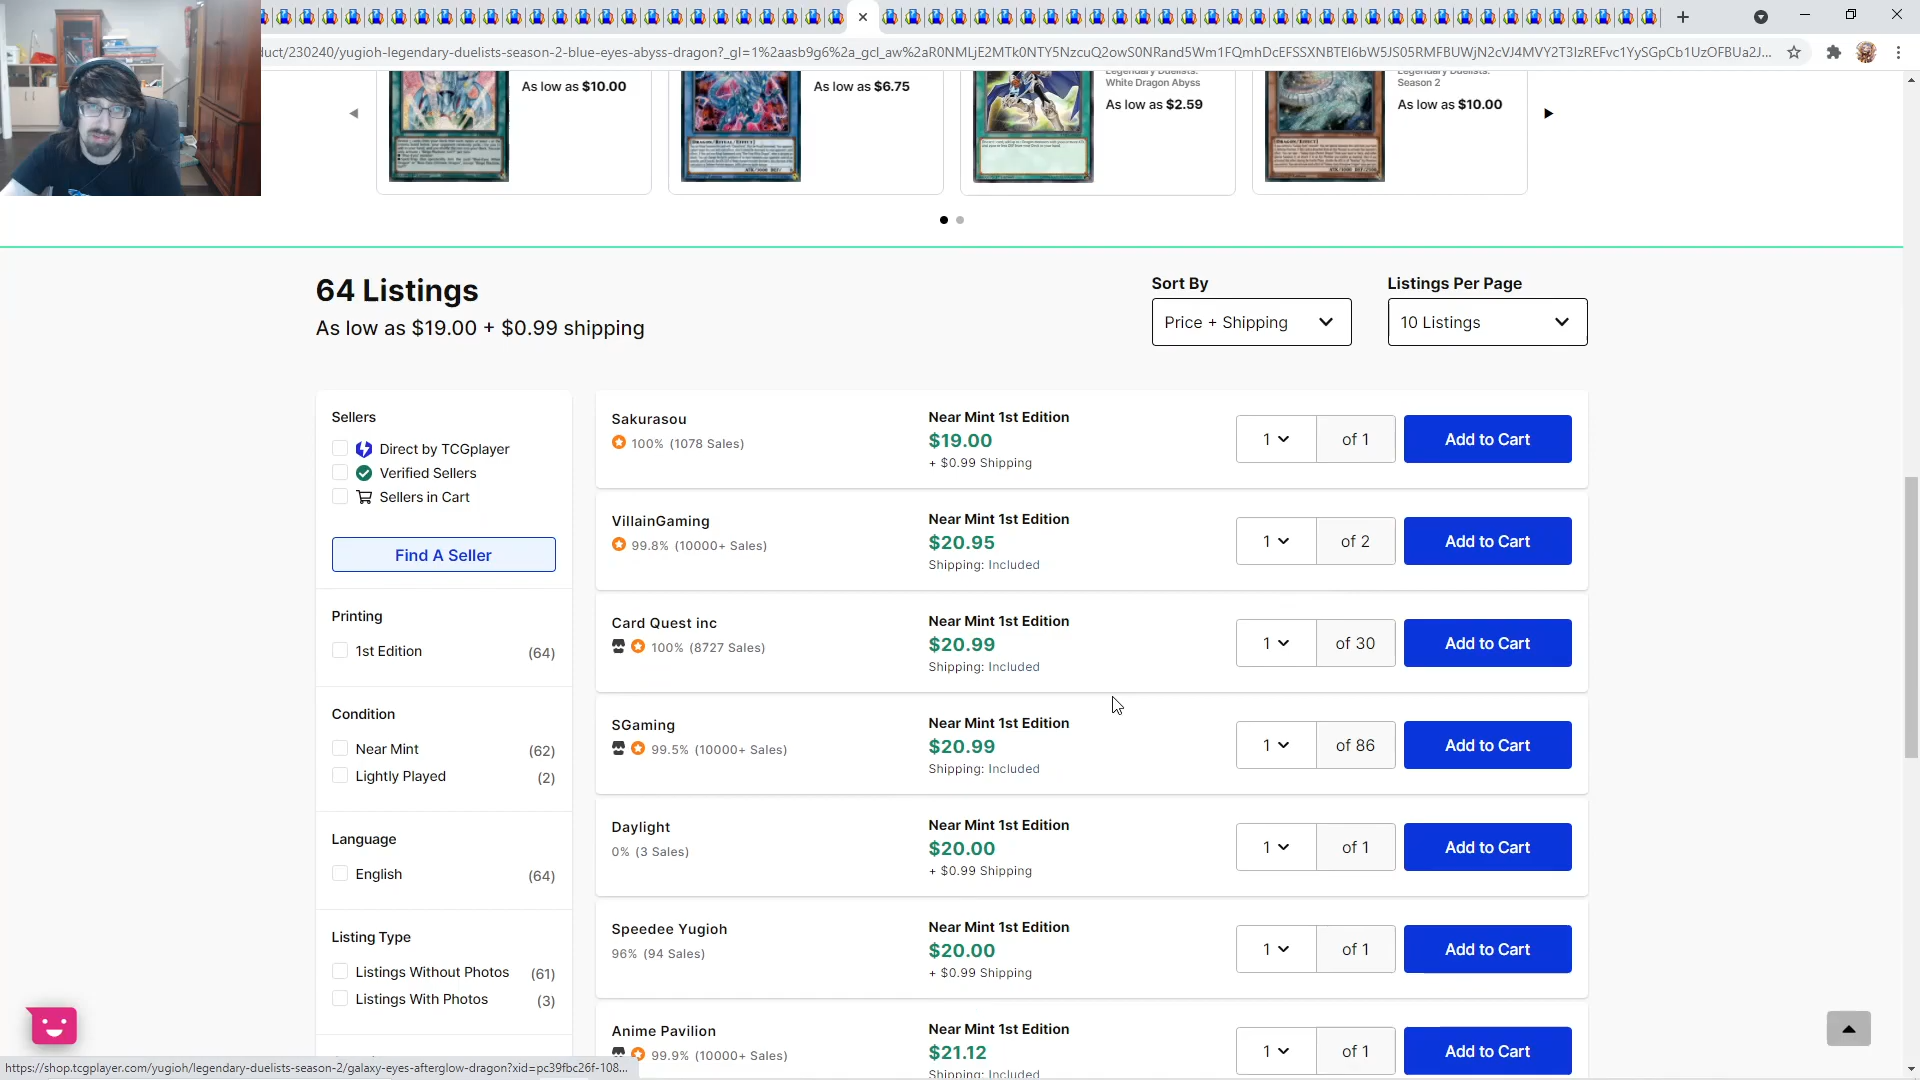 duct/230240/yugioh-legendary-duelists-season-2-blue-eyes-abyss-dragon?
As low as $10.00
As low as $6.75
Legendary Duelists:
White Dragon Abyss
As low as $2.59
Legendary Duelists:
Season 2
As low as $10.00
64 Listings
As low as $19.00 + $0.99 shipping
Sort By
Price + Shipping
Listings Per Page
10 Listings
Sellers
Direct by TCGplayer
Verified Sellers
Sellers in Cart
Find A Seller
Printing
1st Edition (64)
Condition
Near Mint (62)
Lightly Played (2)
Language
English (64)
Listing Type
Listings Without Photos (61)
Listings With Photos (3)
Sakurasou
100% (1078 Sales)
Near Mint 1st Edition
$19.00
+ $0.99 Shipping
1 of 1
Add to Cart
VillainGaming
99.8% (10000+ Sales)
Near Mint 1st Edition
$20.95
Shipping: Included
1 of 2
Add to Cart
Card Quest inc
100% (8727 Sales)
Near Mint 1st Edition
$20.99
Shipping: Included
1 of 30
Add to Cart
SGaming
99.5% (10000+ Sales)
Near Mint 1st Edition
$20.99
Shipping: Included
1 of 86
Add to Cart
Daylight
0% (3 Sales)
Near Mint 1st Edition
$20.00
+ $0.99 Shipping
1 of 1
Add to Cart
Speedee Yugioh
96% (94 Sales)
Near Mint 1st Edition
$20.00
+ $0.99 Shipping
1 of 1
Add to Cart
Anime Pavilion
99.9% (10000+ Sales)
Near Mint 1st Edition
$21.12
Shipping: Included
1 of 1
Add to Cart
https://shop.tcgplayer.com/yugioh/legendary-duelists-season-2/galaxy-eyes-afterglow-dragon?xid=pc39fbc26f-108...